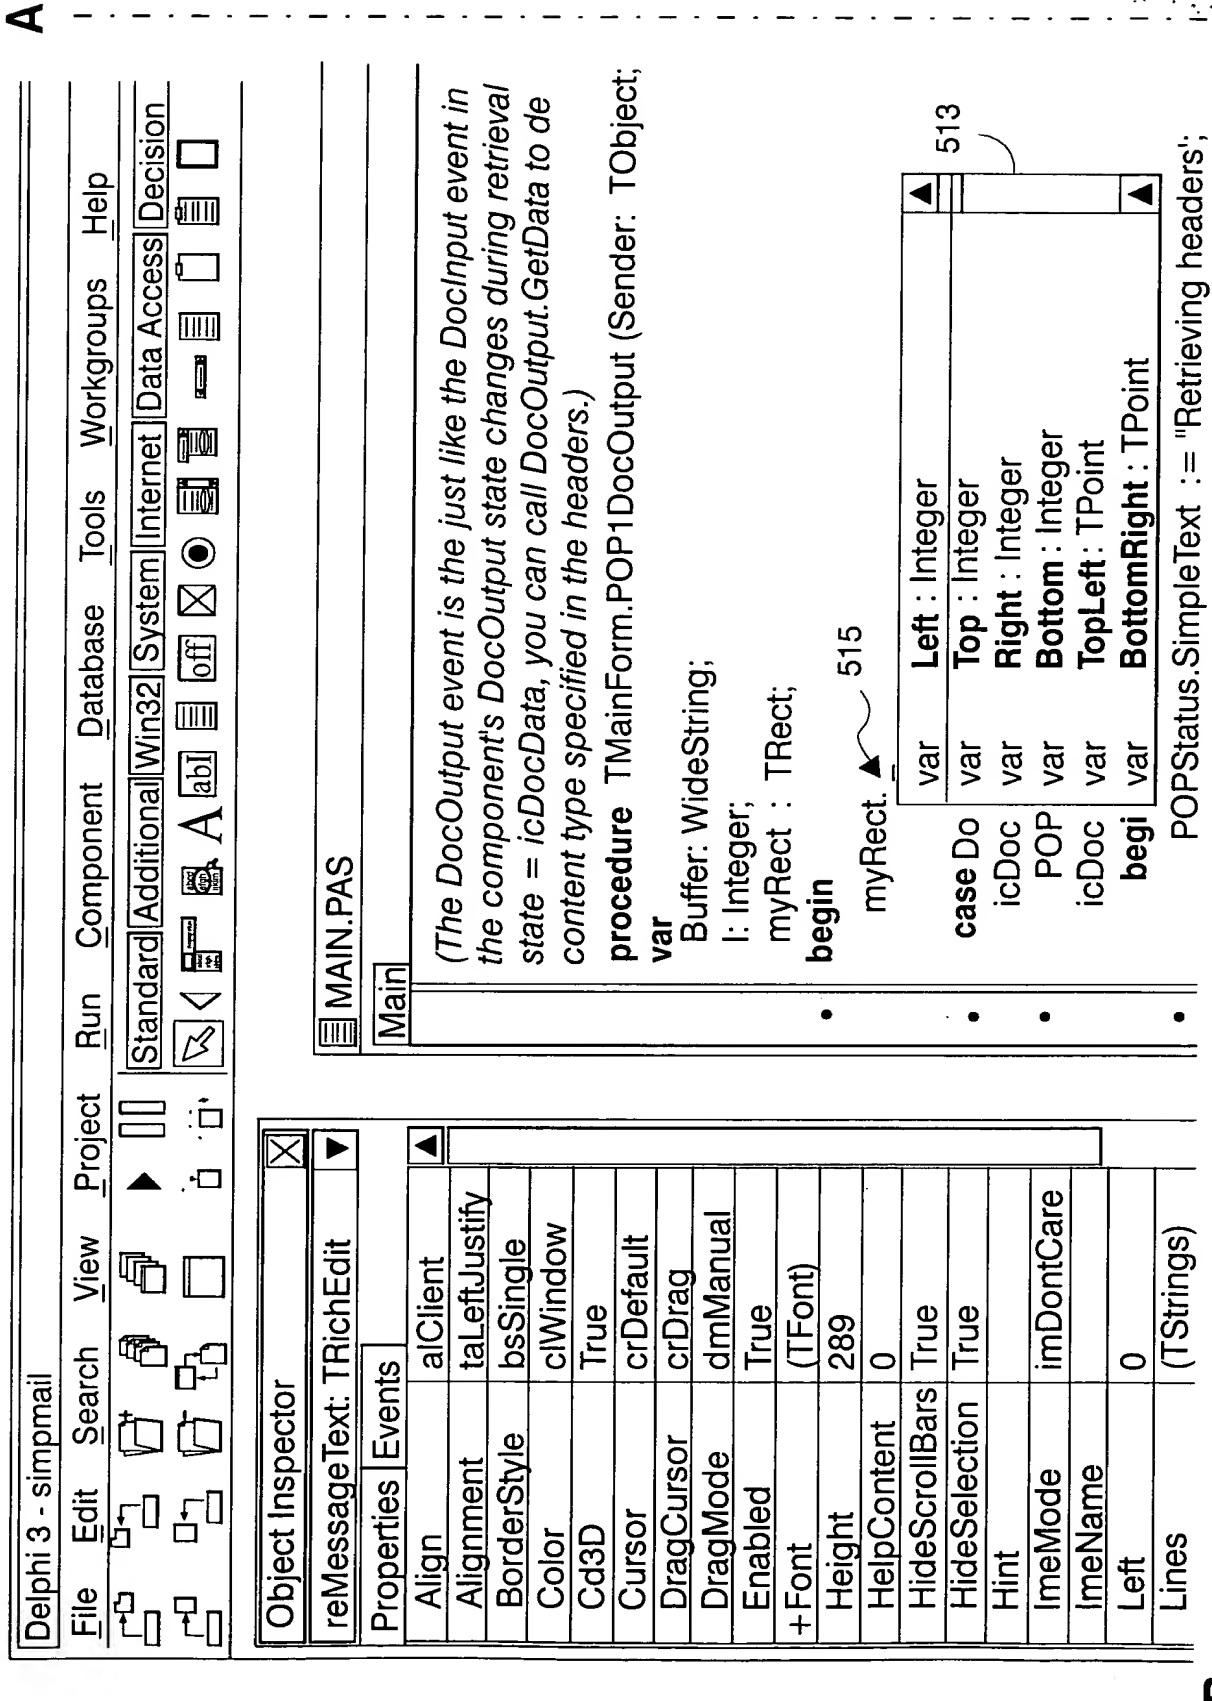 A
Delphi 3 - simpmail
File Edit Search View Project Run Component Database Tools Workgroups Help
Standard Additional Win32 System Internet Data Access Decision
A abI off
Object Inspector
reMessageText: TRichEdit
Properties Events
Align alClient
Alignment taLeftJustify
BorderStyle bsSingle
Color clWindow
Cd3D True
Cursor crDefault
DragCursor crDrag
DragMode dmManual
Enabled True
+Font (TFont)
Height 289
HelpContent 0
HideScrollBars True
HideSelection True
Hint
ImeMode imDontCare
ImeName
Left 0
Lines (TStrings)
MAIN.PAS
Main
(The DocOutput event is the just like the DocInput event in
the component's DocOutput state changes during retrieval
state = icDocData, you can call DocOutput.GetData to de
content type specified in the headers.)
procedure TMainForm.POP1DocOutput (Sender: TObject;
var
Buffer: WideString;
I: Integer;
myRect : TRect;
begin
myRect.
515
513
var Left : Integer
var Top : Integer
var Right : Integer
var Bottom : Integer
var TopLeft : TPoint
var BottomRight : TPoint
case Do
icDoc
POP
icDoc
begi
POPStatus.SimpleText := "Retrieving headers';